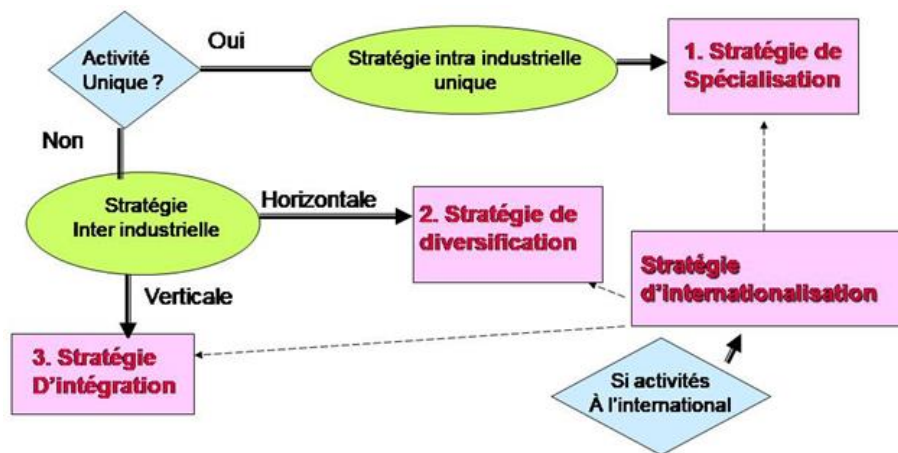 Activité
Unique ?
Oui
Stratégie intra industrielle
unique
1. Stratégie de
Spécialisation
Non
Stratégie
Inter industrielle
Horizontale
2. Stratégie de
diversification
Stratégie
d'internationalisation
Verticale
3. Stratégie
D'intégration
Si activités
À l'international